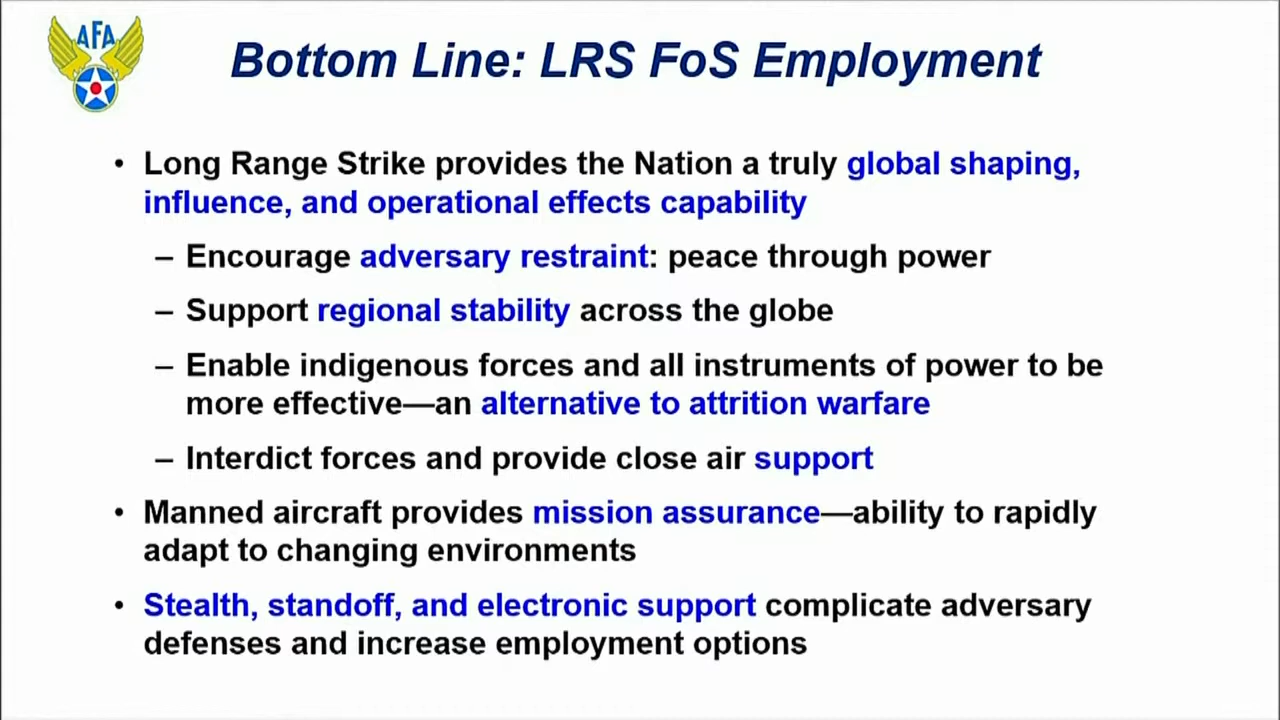 AFA
Bottom Line: LRS FoS Employment
• Long Range Strike provides the Nation a truly global shaping,
influence, and operational effects capability
– Encourage adversary restraint: peace through power
– Support regional stability across the globe
– Enable indigenous forces and all instruments of power to be
more effective—an alternative to attrition warfare
– Interdict forces and provide close air support
• Manned aircraft provides mission assurance—ability to rapidly
adapt to changing environments
• Stealth, standoff, and electronic support complicate adversary
defenses and increase employment options